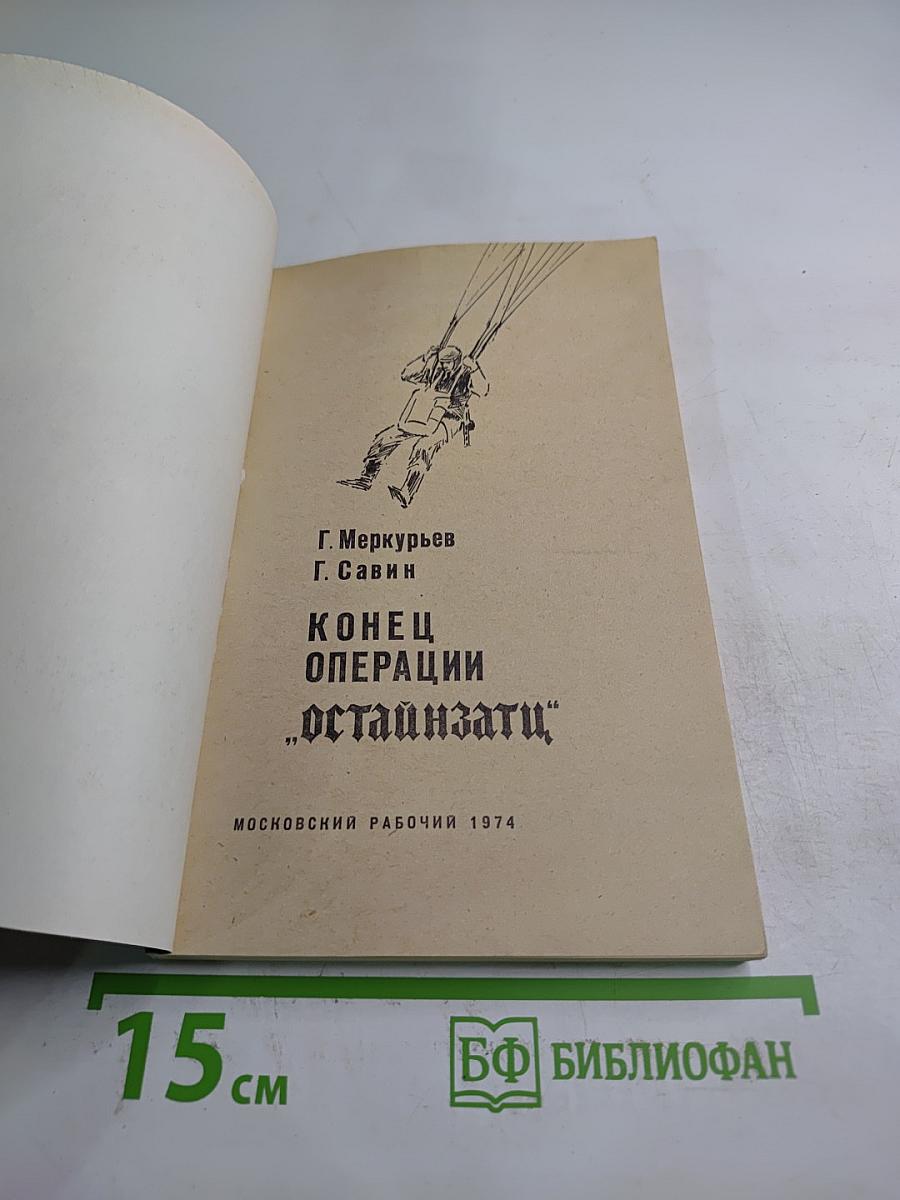 Г. Меркурьев
Г. Савин
КОНЕЦ
ОПЕРАЦИИ
„остайнзатц“
МОСКОВСКИЙ РАБОЧИЙ 1974
15 см
БФ БИБЛИОФАН